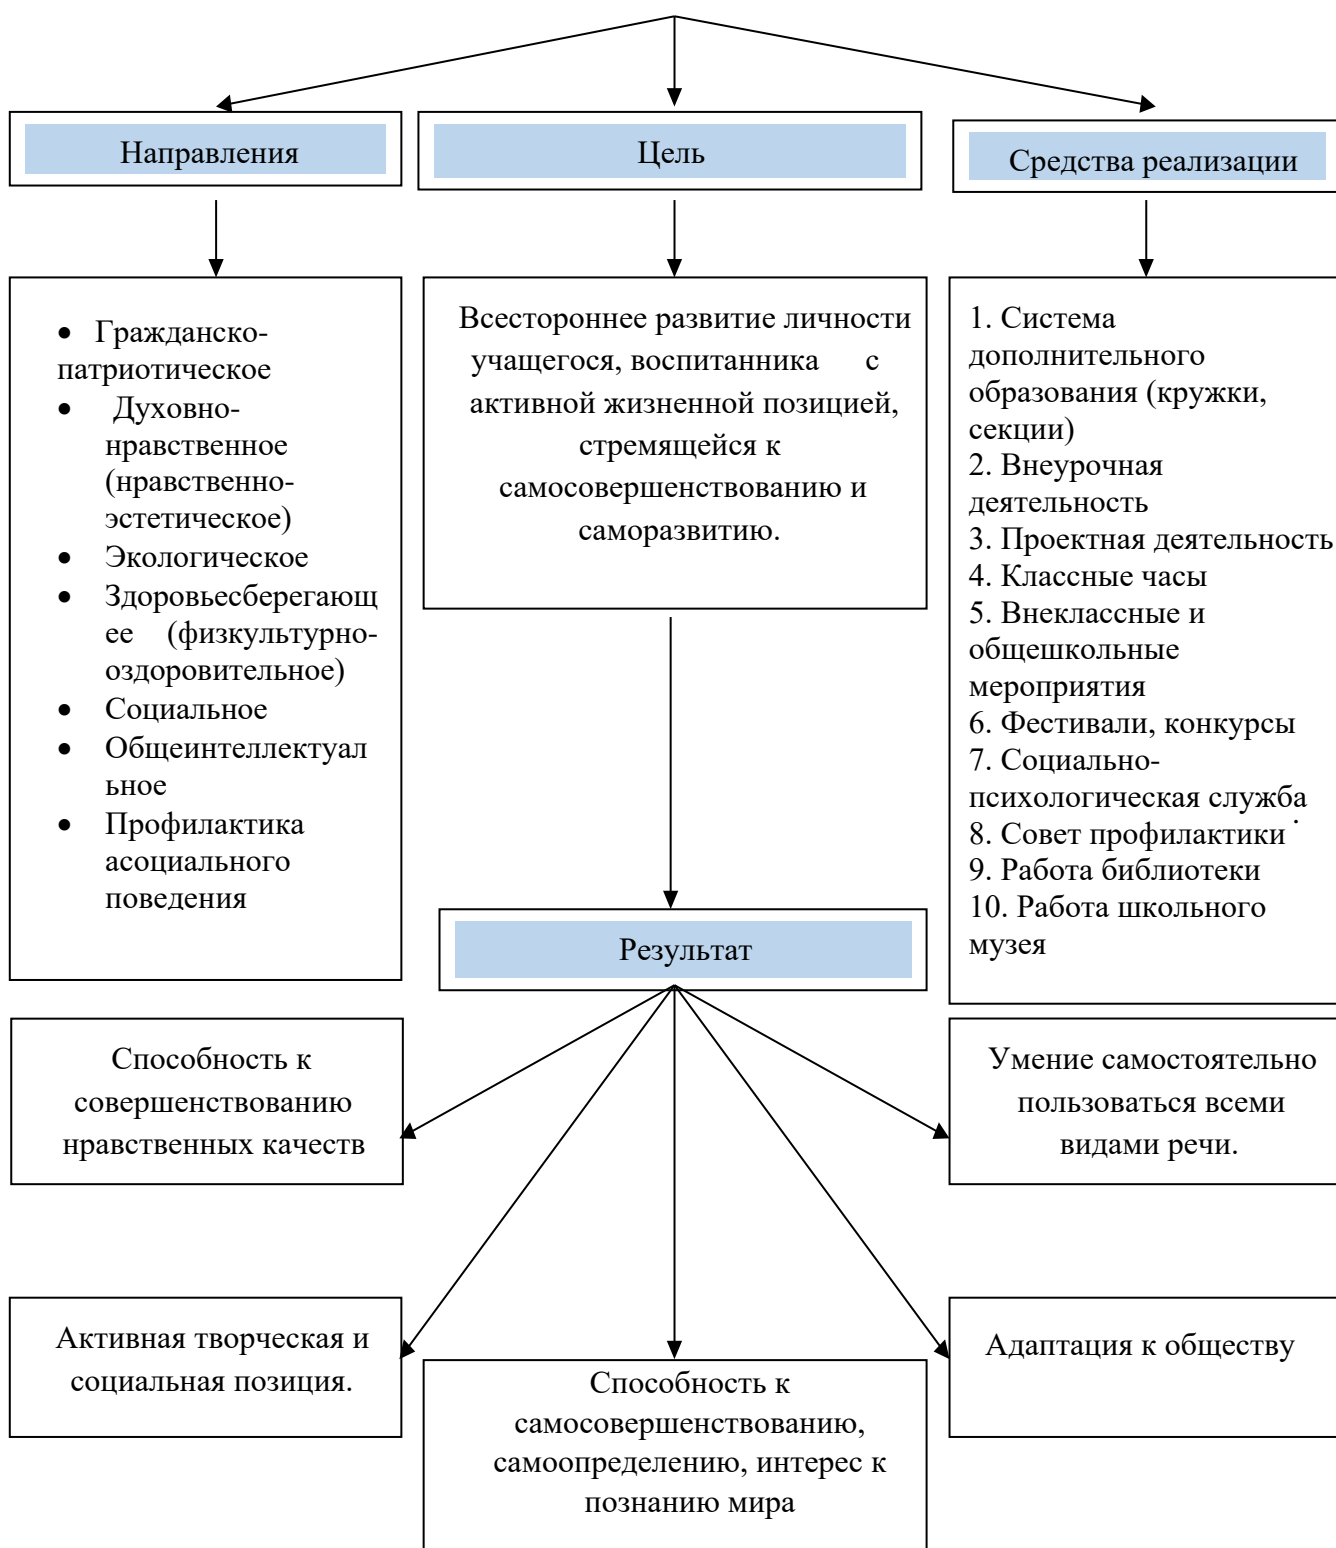 Направления
Цель
Средства реализации
• Гражданско-
патриотическое
• Духовно-
нравственное
(нравственно-
эстетическое)
• Экологическое
• Здоровьесберегающ
ее (физкультурно-
оздоровительное)
• Социальное
• Общеинтеллектуал
ьное
• Профилактика
асоциального
поведения
Всестороннее развитие личности
учащегося, воспитанника с
активной жизненной позицией,
стремящейся к
самосовершенствованию и
саморазвитию.
1. Система
дополнительного
образования (кружки,
секции)
2. Внеурочная
деятельность
3. Проектная деятельность
4. Классные часы
5. Внеклассные и
общешкольные
мероприятия
6. Фестивали, конкурсы
7. Социально-
психологическая служба
8. Совет профилактики
9. Работа библиотеки
10. Работа школьного
музея
Результат
Способность к
совершенствованию
нравственных качеств
Умение самостоятельно
пользоваться всеми
видами речи.
Активная творческая и
социальная позиция.
Способность к
самосовершенствованию,
самоопределению, интерес к
познанию мира
Адаптация к обществу